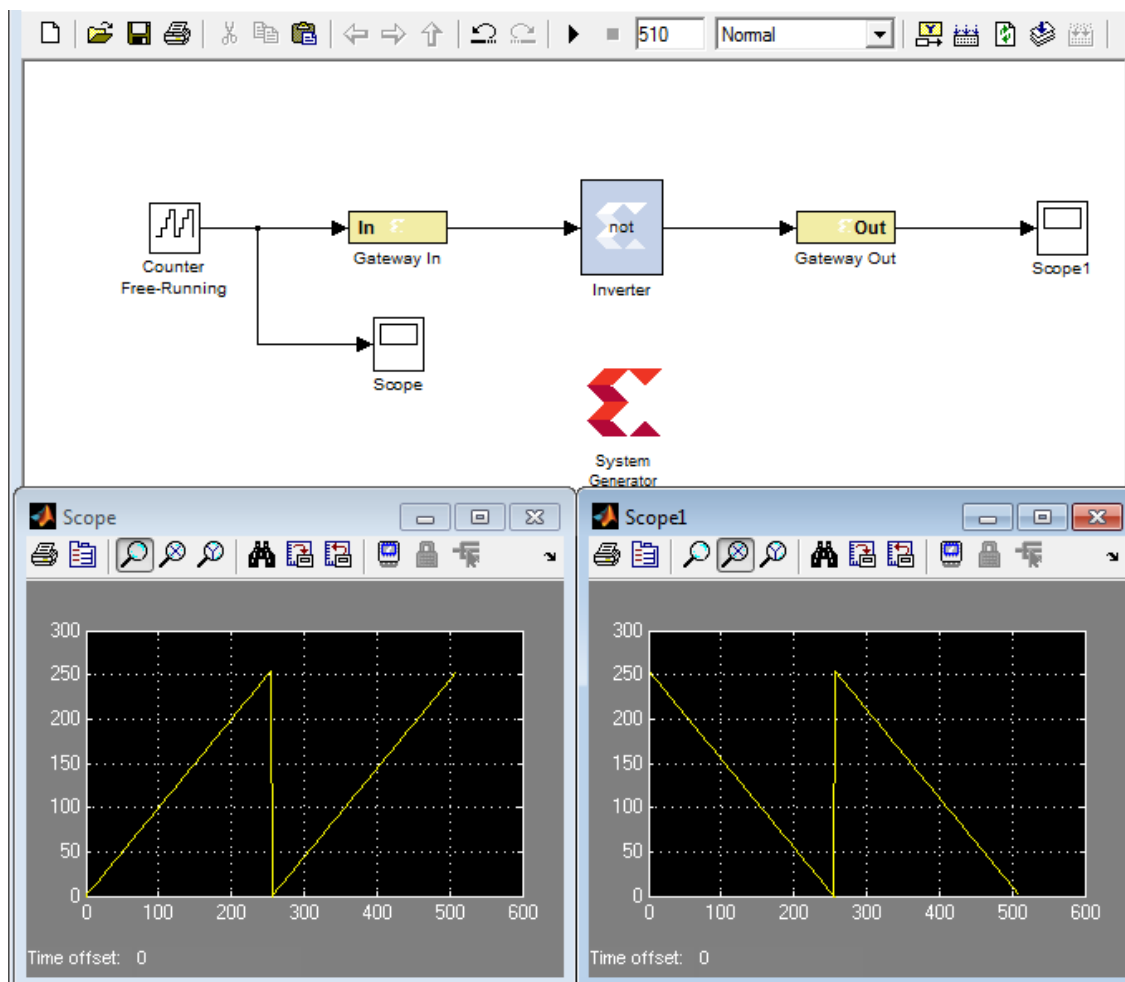 510 Normal
In
Gateway In
not
Inverter
Out
Gateway Out
Scope1
Counter
Free-Running
Scope
System
Generator
Scope
300
250
200
150
100
50
0
0 100 200 300 400 500 600
Time offset: 0
Scope1
300
250
200
150
100
50
0
0 100 200 300 400 500 600
Time offset: 0